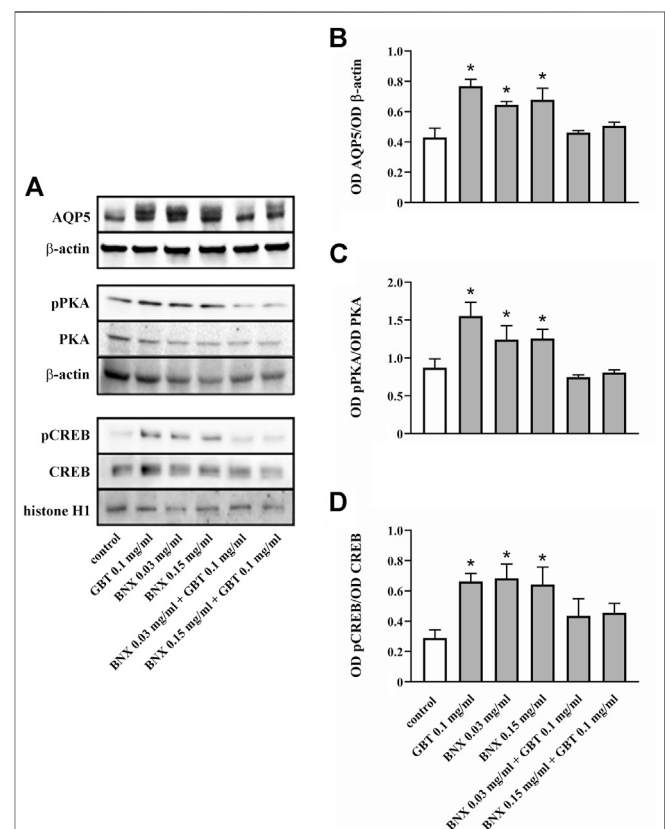 A
AQP5
β-actin
pPKA
PKA
β-actin
pCREB
CREB
histone H1
control
GBT 0.1 mg/ml
BNX 0.03 mg/ml
BNX 0.15 mg/ml
BNX 0.03 mg/ml + GBT 0.1 mg/ml
BNX 0.15 mg/ml + GBT 0.1 mg/ml
B
OD AQP5/OD β-actin
1.0
0.8
0.6
0.4
0.2
0
* * *
C
OD pPKA/OD PKA
2.0
1.5
1.0
0.5
0
* * *
D
OD pCREB/OD CREB
1.0
0.8
0.6
0.4
0.2
0
* * *
control
GBT 0.1 mg/ml
BNX 0.03 mg/ml
BNX 0.15 mg/ml
BNX 0.03 mg/ml + GBT 0.1 mg/ml
BNX 0.15 mg/ml + GBT 0.1 mg/ml